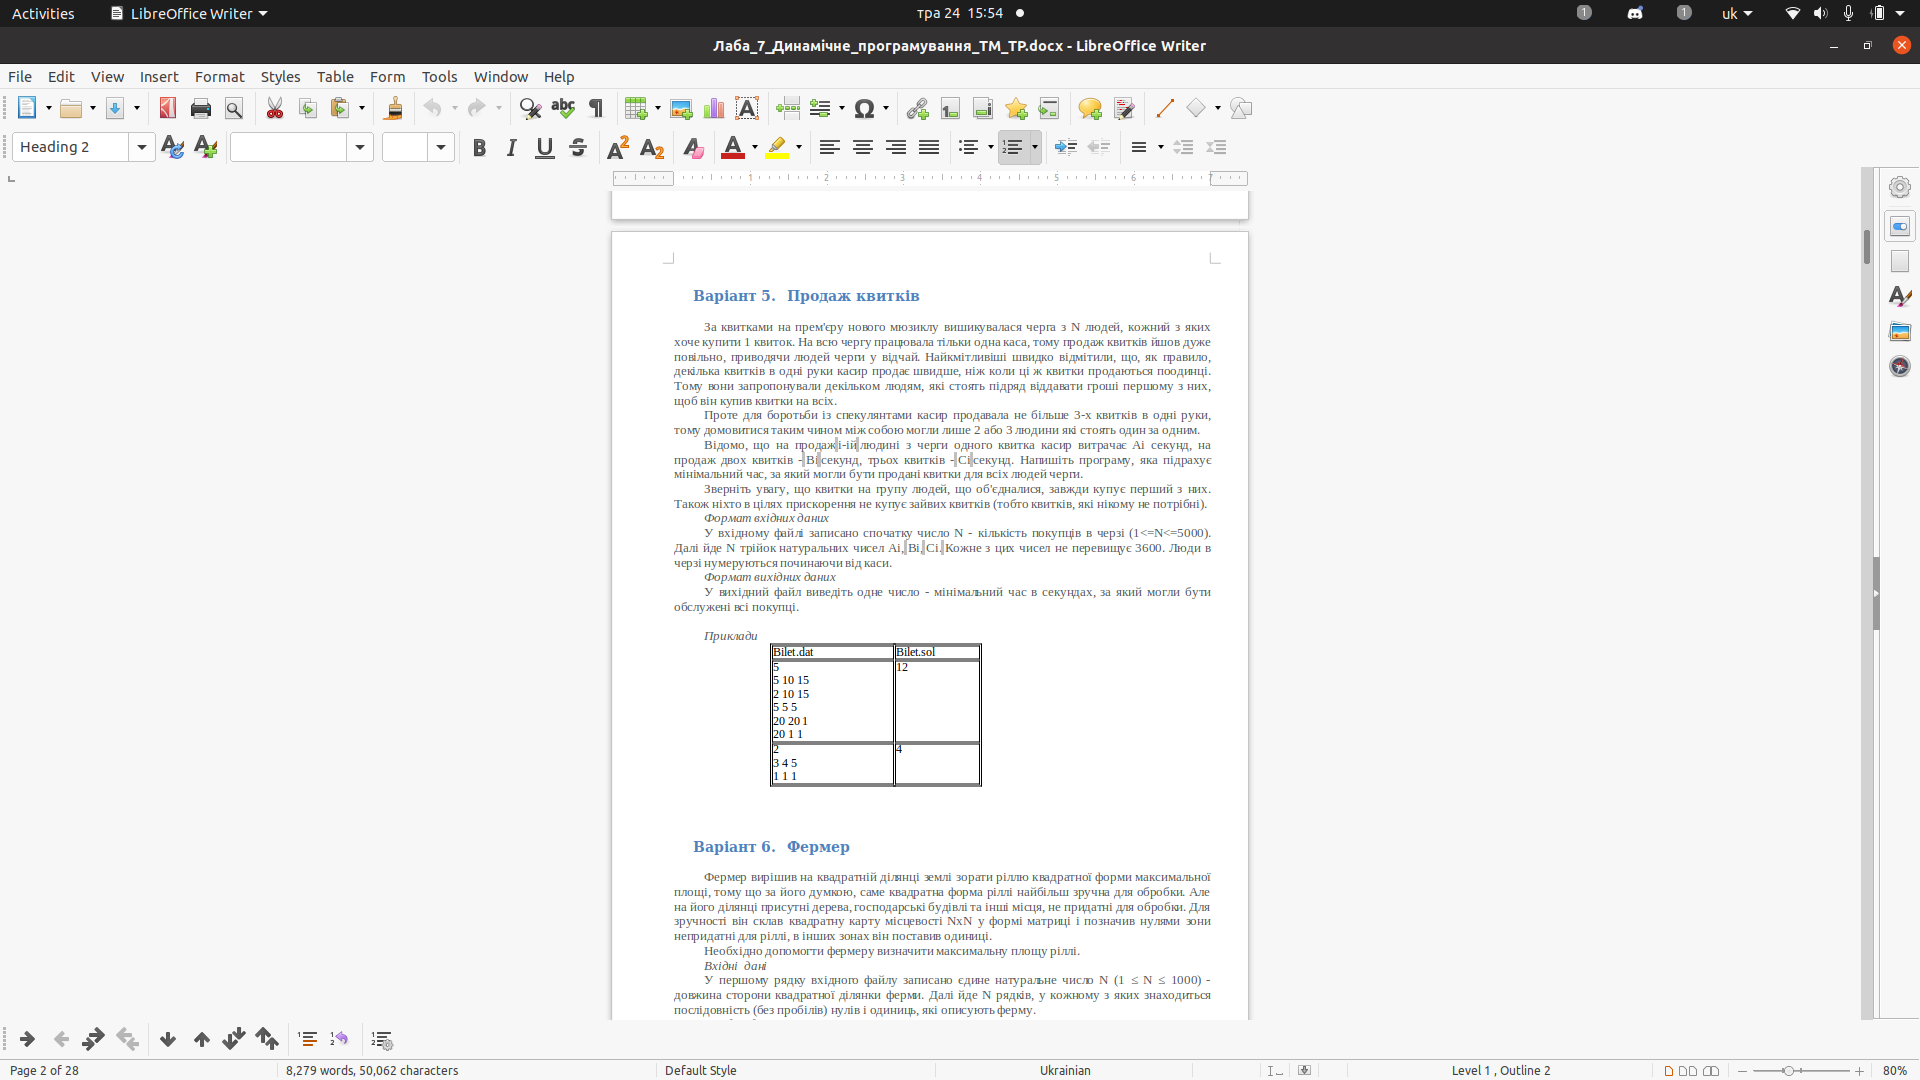 Activities
LibreOffice Writer
тра 24 15:54
1
1
uk
Лаба_7_Динамічне_програмування_ТМ_ТР.docx - LibreOffice Writer
File Edit View Insert Format Styles Table Form Tools Window Help
Heading 2
1 2 3 4 5 6 7
Варіант 5. Продаж квитків
За квитками на прем'єру нового мюзиклу вишикувалася черга з N людей, кожний з яких
хоче купити 1 квиток. На всю чергу працювала тільки одна каса, тому продаж квитків йшов дуже
повільно, приводячи людей черги у відчай. Найкмітливіші швидко відмітили, що, як правило,
декілька квитків в одні руки касир продає швидше, ніж коли ці ж квитки продаються поодинці.
Тому вони запропонували декільком людям, які стоять підряд віддавати гроші першому з них,
щоб він купив квитки на всіх.
Проте для боротьби із спекулянтами касир продавала не більше 3-х квитків в одні руки,
тому домовитися таким чином між собою могли лише 2 або 3 людини які стоять один за одним.
Відомо, що на продаж і-ій людині з черги одного квитка касир витрачає Аі секунд, на
продаж двох квитків - Ві секунд, трьох квитків - Сі секунд. Напишіть програму, яка підрахує
мінімальний час, за який могли бути продані квитки для всіх людей черги.
Зверніть увагу, що квитки на групу людей, що об'єдналися, завжди купує перший з них.
Також ніхто в цілях прискорення не купує зайвих квитків (тобто квитків, які нікому не потрібні).
Формат вхідних даних
У вхідному файлі записано спочатку число N - кількість покупців в черзі (1<=N<=5000).
Далі йде N трійок натуральних чисел Аі, Ві, Сі. Кожне з цих чисел не перевищує 3600. Люди в
черзі нумеруються починаючи від каси.
Формат вихідних даних
У вихідний файл виведіть одне число - мінімальний час в секундах, за який могли бути
обслужені всі покупці.
Приклади
Bilet.dat Bilet.sol
5 12
5 10 15
2 10 15
5 5 5
20 20 1
20 1 1
2 4
3 4 5
1 1 1
Варіант 6. Фермер
Фермер вирішив на квадратній ділянці землі зорати ріллю квадратної форми максимальної
площі, тому що за його думкою, саме квадратна форма ріллі найбільш зручна для обробки. Але
на його ділянці присутні дерева, господарські будівлі та інші місця, не придатні для обробки. Для
зручності він склав квадратну карту місцевості NxN у формі матриці і позначив нулями зони
непридатні для ріллі, в інших зонах він поставив одиниці.
Необхідно допомогти фермеру визначити максимальну площу ріллі.
Вхідні дані
У першому рядку вхідного файлу записано єдине натуральне число N (1 ≤ N ≤ 1000) -
довжина сторони квадратної ділянки ферми. Далі йде N рядків, у кожному з яких знаходиться
послідовність (без пробілів) нулів і одиниць, які описують ферму.
Page 2 of 28
8,279 words, 50,062 characters
Default Style
Ukrainian
Level 1 , Outline 2
80%